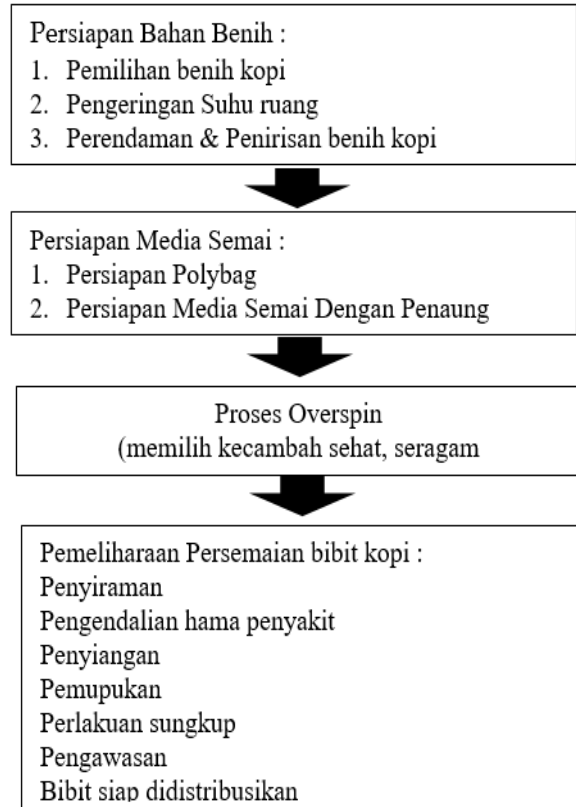 Persiapan Bahan Benih :
1. Pemilihan benih kopi
2. Pengeringan Suhu ruang
3. Perendaman & Penirisan benih kopi
Persiapan Media Semai :
1. Persiapan Polybag
2. Persiapan Media Semai Dengan Penaung
Proses Overspin
(memilih kecambah sehat, seragam
Pemeliharaan Persemaian bibit kopi :
Penyiraman
Pengendalian hama penyakit
Penyiangan
Pemupukan
Perlakuan sungkup
Pengawasan
Bibit siap didistribusikan